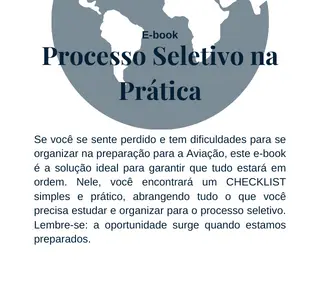 E-book
Processo Seletivo na
Prática
Se você se sente perdido e tem dificuldades para se
organizar na preparação para a Aviação, este e-book
é a solução ideal para garantir que tudo estará em
ordem. Nele, você encontrará um CHECKLIST
simples e prático, abrangendo tudo o que você
precisa estudar e organizar para o processo seletivo.
Lembre-se: a oportunidade surge quando estamos
preparados.